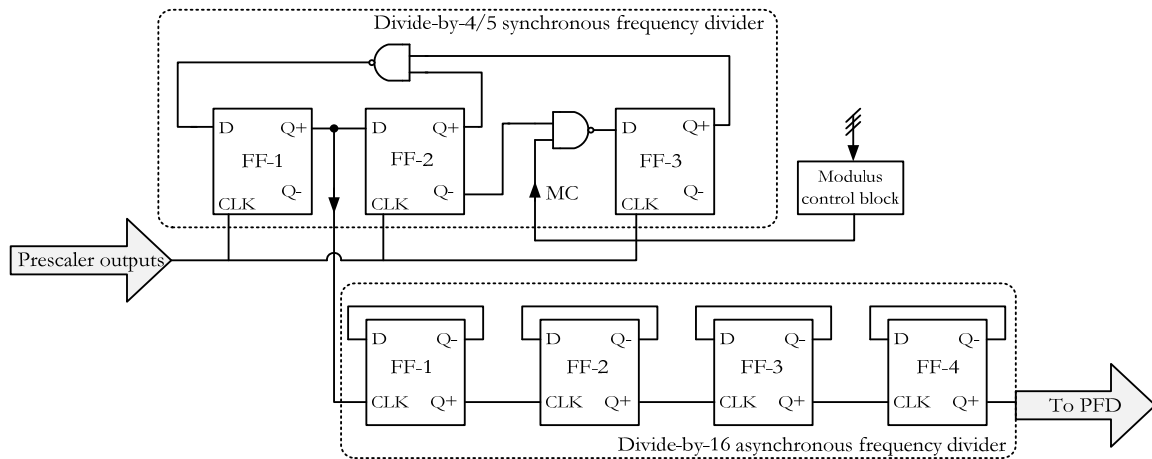 Divide-by-4/5 synchronous frequency divider
D Q+ D Q+ D Q+
FF-1 FF-2 FF-3
Q- Q- Q-
CLK CLK CLK
MC
Modulus
control block
Prescaler outputs
D Q- D Q- D Q- D Q-
FF-1 FF-2 FF-3 FF-4
CLK Q+ CLK Q+ CLK Q+ CLK Q+
To PFD
Divide-by-16 asynchronous frequency divider